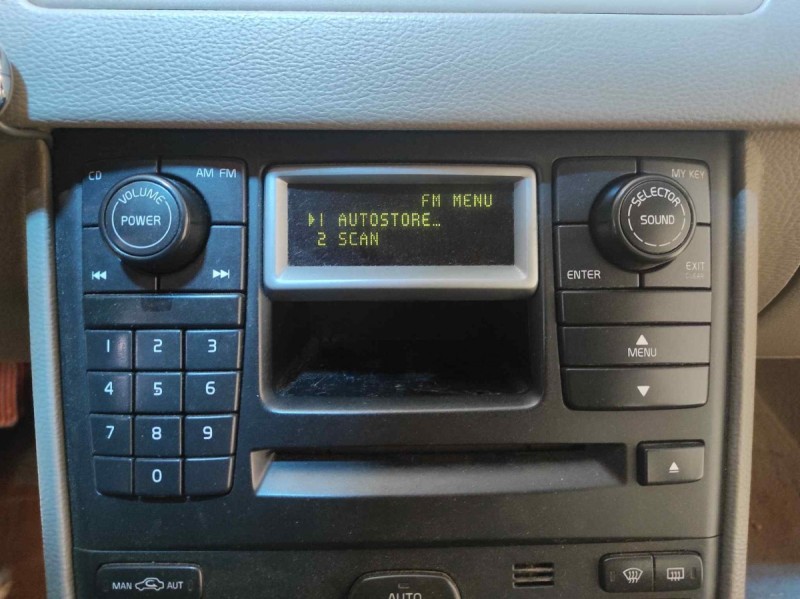 CD
AM FM
VOLUME
POWER
FM MENU
1 AUTOSTORE…
2 SCAN
MY KEY
SELECTOR
SOUND
ENTER
EXIT
CLEAR
MENU
1 2 3
4 5 6
7 8 9
0
MAN AUT
AUTO